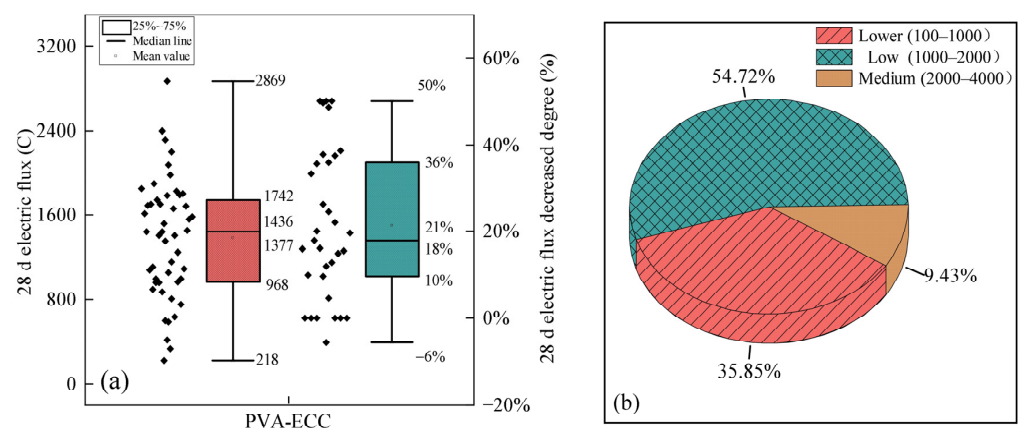 25%- 75%
Median line
Mean value
3200
2400
1600
800
0
28 d electric flux (C)
2869
1742
1436
1377
968
218
50%
36%
21%
18%
10%
−6%
60%
40%
20%
0%
−20%
28 d electric flux decreased degree (%)
(a)
PVA-ECC
Lower (100–1000)
Low (1000–2000)
Medium (2000–4000)
54.72%
9.43%
35.85%
(b)